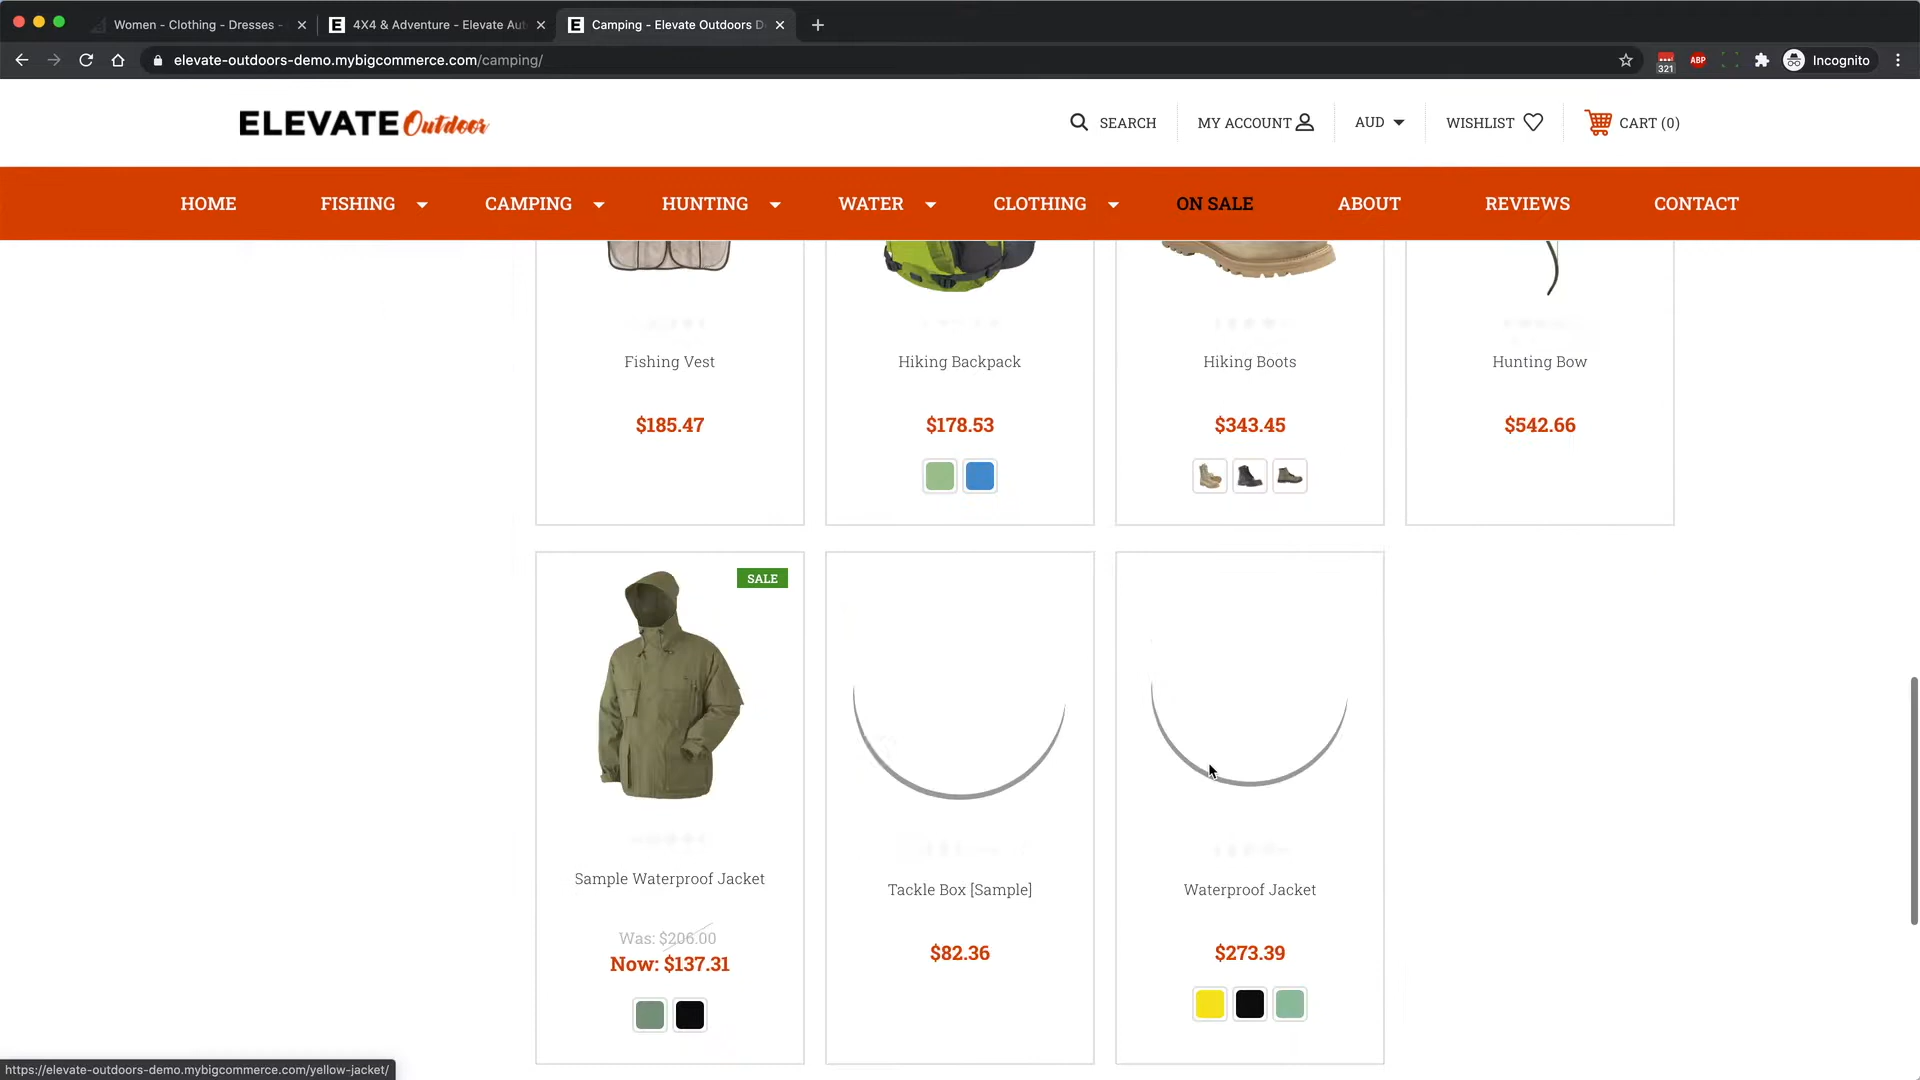 Women - Clothing - Dresses -
4X4 & Adventure - Elevate Aut
Camping - Elevate Outdoors D
elevate-outdoors-demo.mybigcommerce.com/camping/
321
ABP
Incognito
ELEVATE Outdoor
SEARCH
MY ACCOUNT
AUD
WISHLIST
CART (0)
HOME
FISHING
CAMPING
HUNTING
WATER
CLOTHING
ON SALE
ABOUT
REVIEWS
CONTACT
Fishing Vest
Hiking Backpack
Hiking Boots
Hunting Bow
$185.47
$178.53
$343.45
$542.66
SALE
Sample Waterproof Jacket
Tackle Box [Sample]
Waterproof Jacket
Was: $206.00
Now: $137.31
$82.36
$273.39
https://elevate-outdoors-demo.mybigcommerce.com/yellow-jacket/